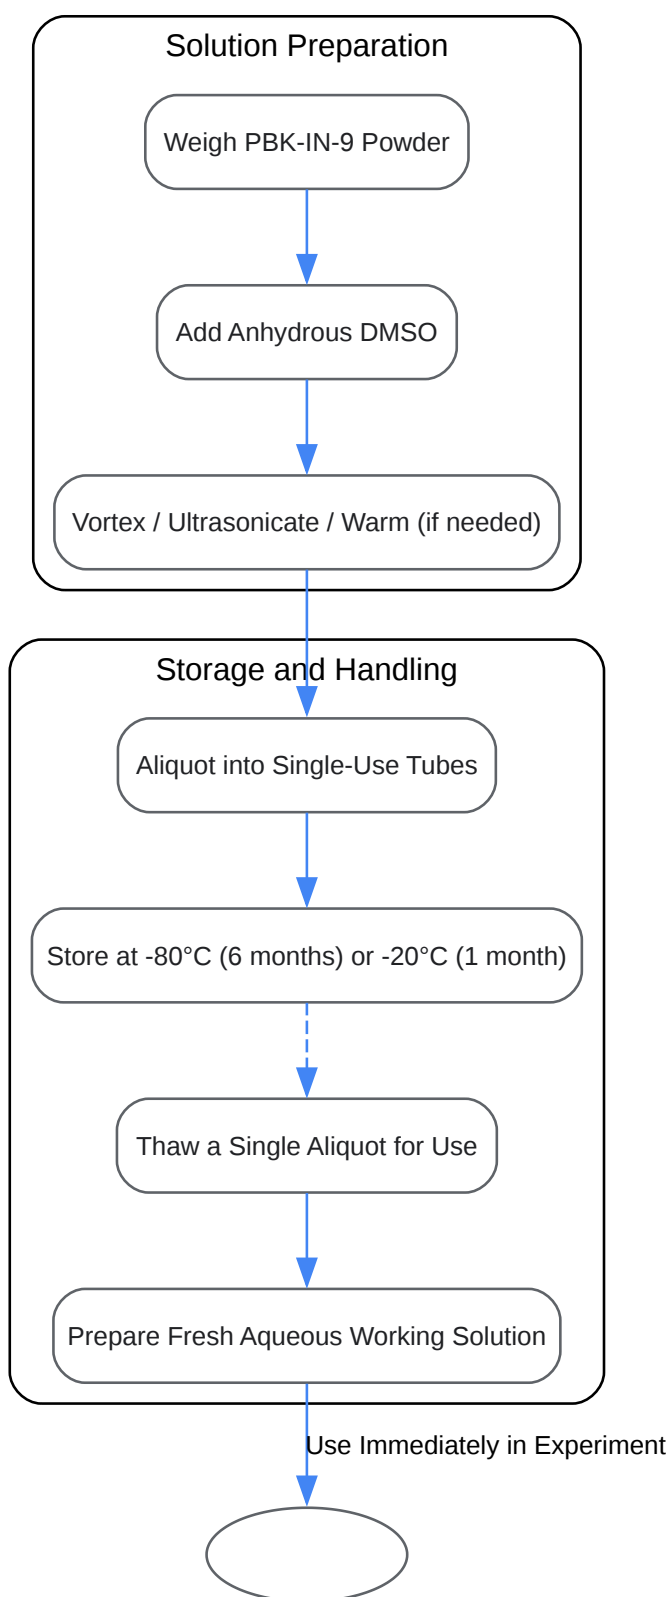 Solution Preparation
Weigh PBK-IN-9 Powder
Add Anhydrous DMSO
Vortex / Ultrasonicate / Warm (if needed)
Storage and Handling
Aliquot into Single-Use Tubes
Store at -80°C (6 months) or -20°C (1 month)
Thaw a Single Aliquot for Use
Prepare Fresh Aqueous Working Solution
Use Immediately in Experiment